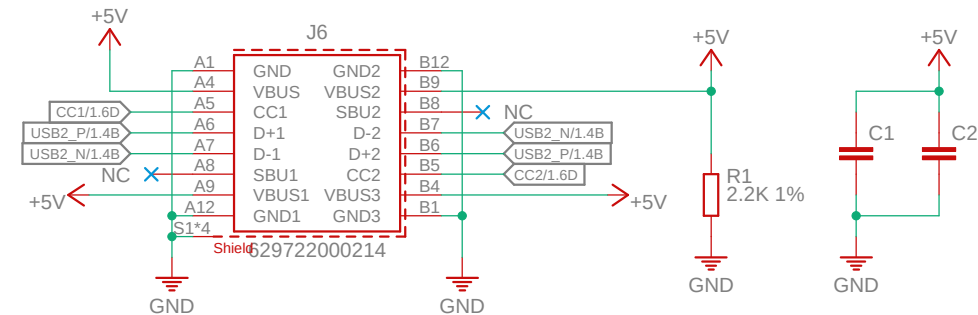 +5V
J6
A1 GND GND2 B12
A4 VBUS VBUS2 B9
CC1/1.6D A5 CC1 SBU2 B8 NC
USB2_P/1.4B A6 D+1 D-2 B7 USB2_N/1.4B
USB2_N/1.4B A7 D-1 D+2 B6 USB2_P/1.4B
NC A8 SBU1 CC2 B5 CC2/1.6D
+5V A9 VBUS1 VBUS3 B4 +5V
A12 GND1 GND3 B1
S1*4
Shield 629722000214
GND
GND
+5V
R1
2.2K 1%
GND
+5V
C1
C2
GND